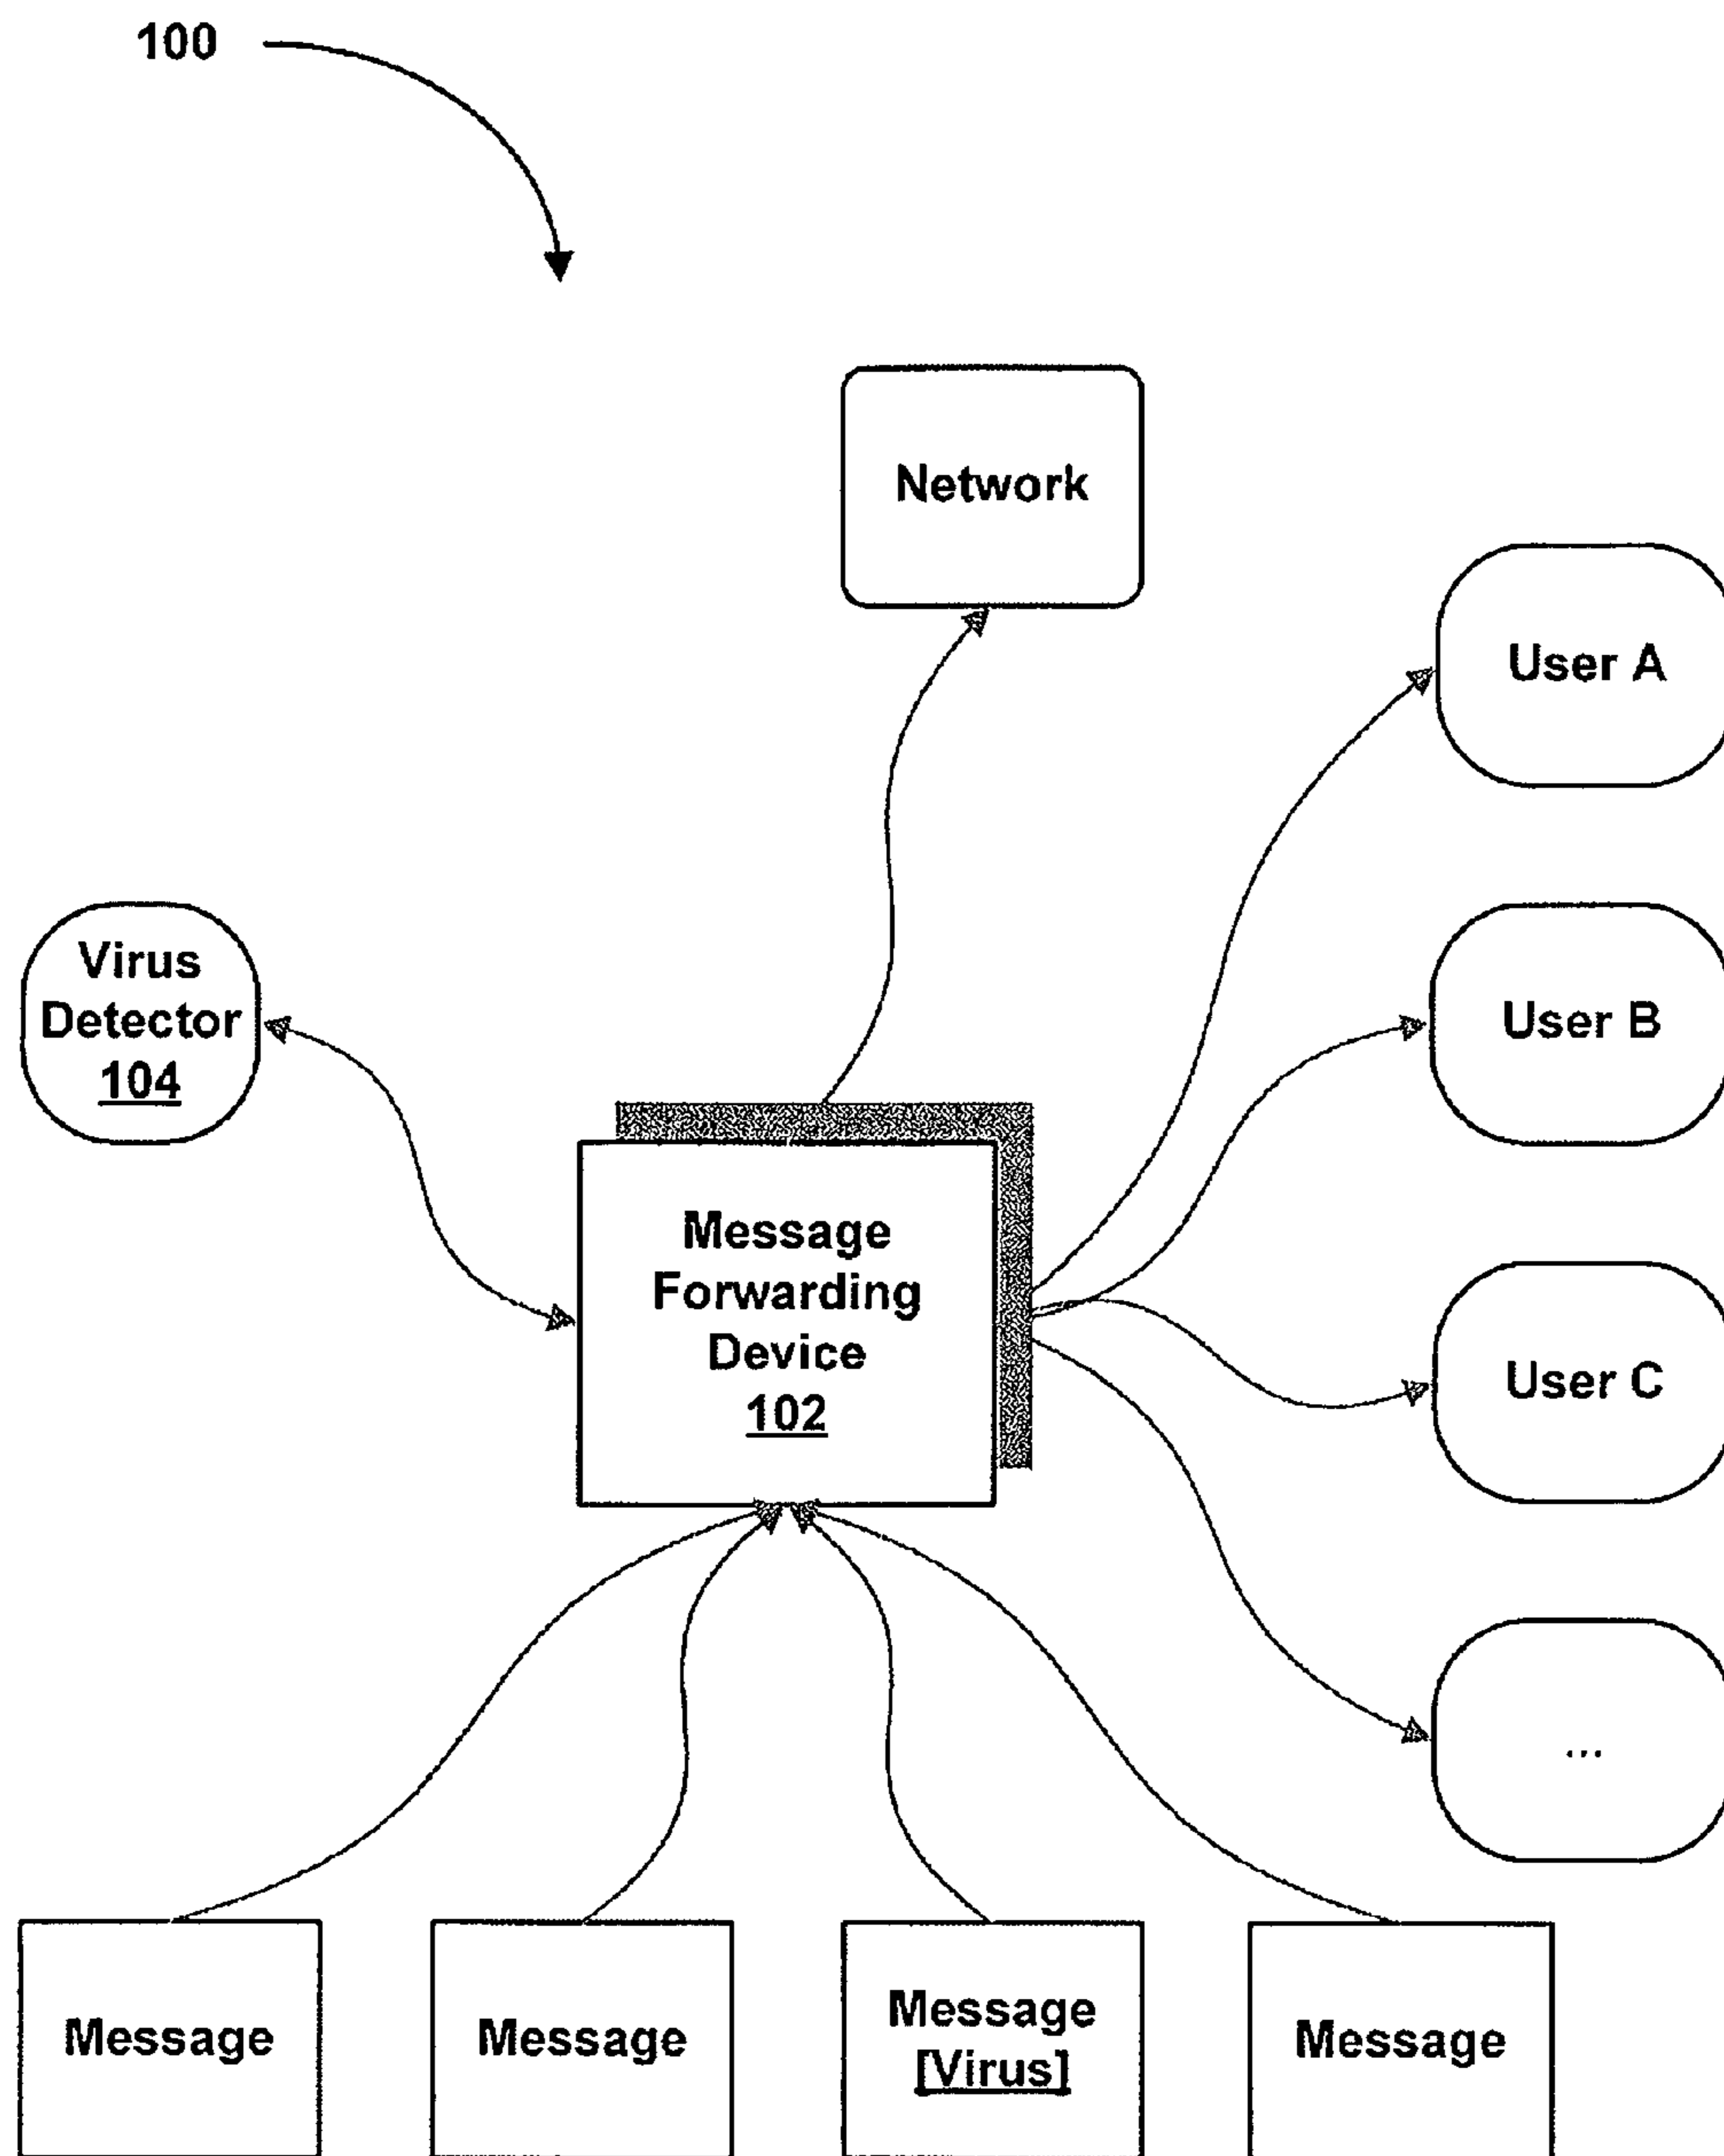 100
Network
User A
Virus
Detector
104
User B
Message
Forwarding
Device
102
User C
...
Message
Message
Message
[Virus]
Message